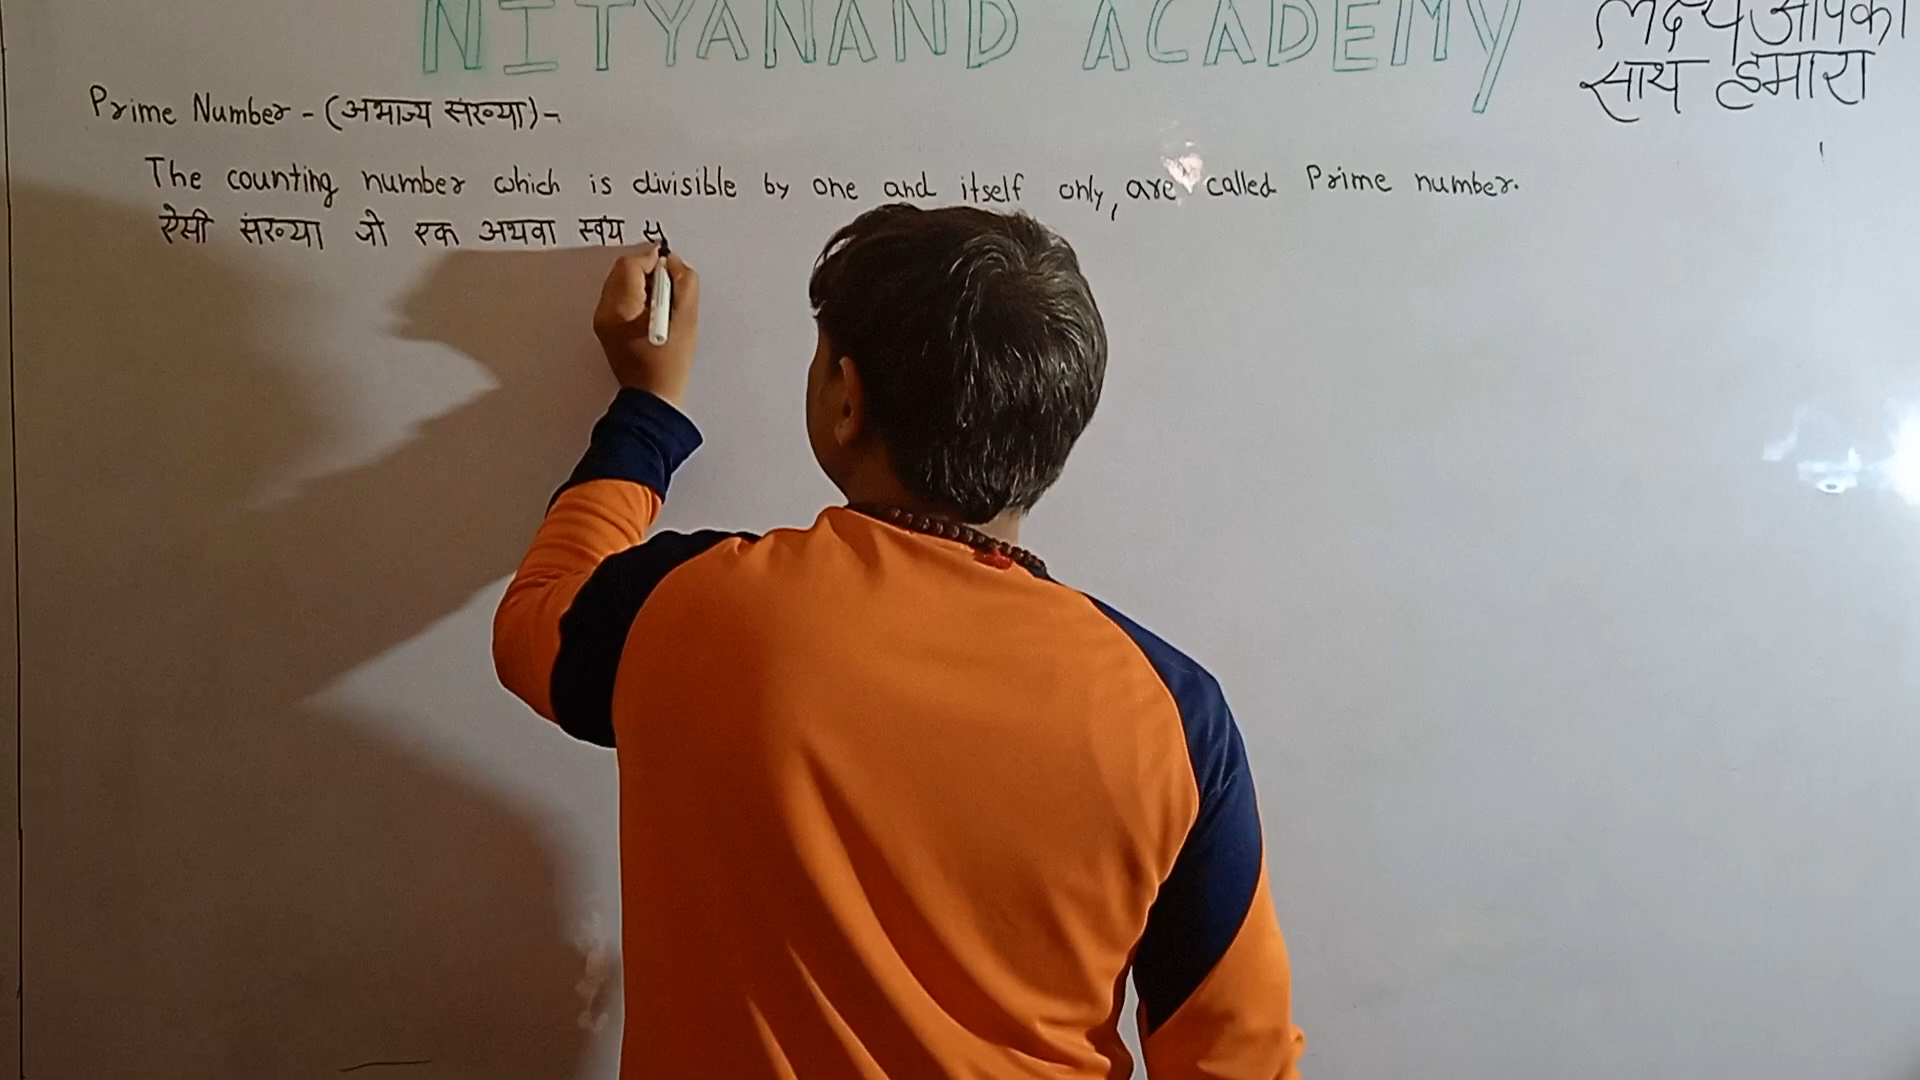 NITYANAND ACADEMY
लक्ष्य आपका
साथ हमारा
Prime Number - (अभाज्य संख्या) -
The counting number which is divisible by one and itself only, are called Prime number.
ऐसी संख्या जो एक अथवा स्वंय